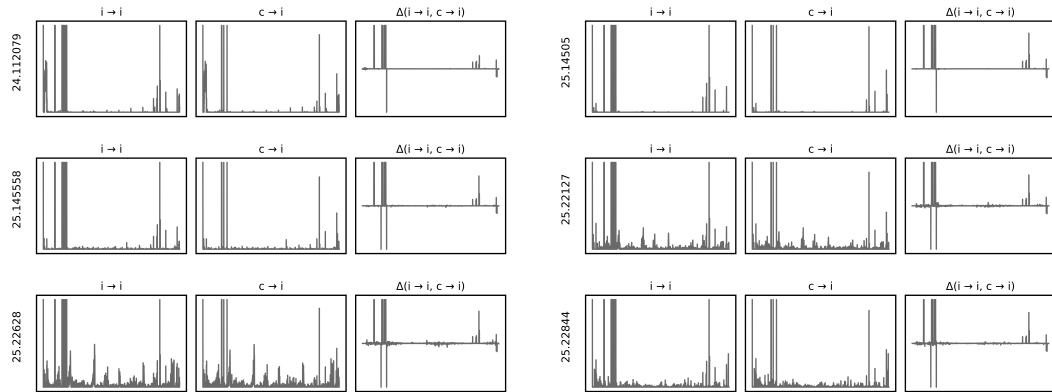 i → i c → i Δ(i → i, c → i) i → i c → i Δ(i → i, c → i)
24.112079 25.14505
i → i c → i Δ(i → i, c → i) i → i c → i Δ(i → i, c → i)
25.145558 25.22127
i → i c → i Δ(i → i, c → i) i → i c → i Δ(i → i, c → i)
25.22628 25.22844